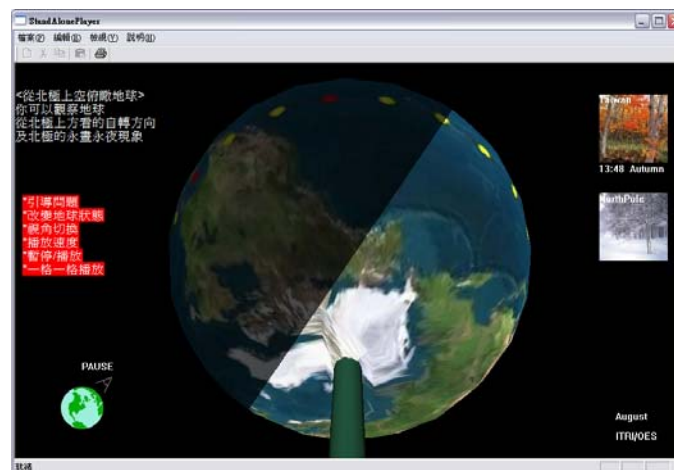 StandAlonePlayer
檔案(F) 編輯(E) 檢視(V) 說明(H)
<從北極上空俯瞰地球>
你可以觀察地球
從北極上方看的自轉方向
及北極的永晝永夜現象
*引導問題
*改變地球狀態
*視角切換
*播放速度
*暫停/播放
*一格一格播放
Taiwan
13:48 Autumn
NorthPole
PAUSE
August
ITRI/OES
就緒